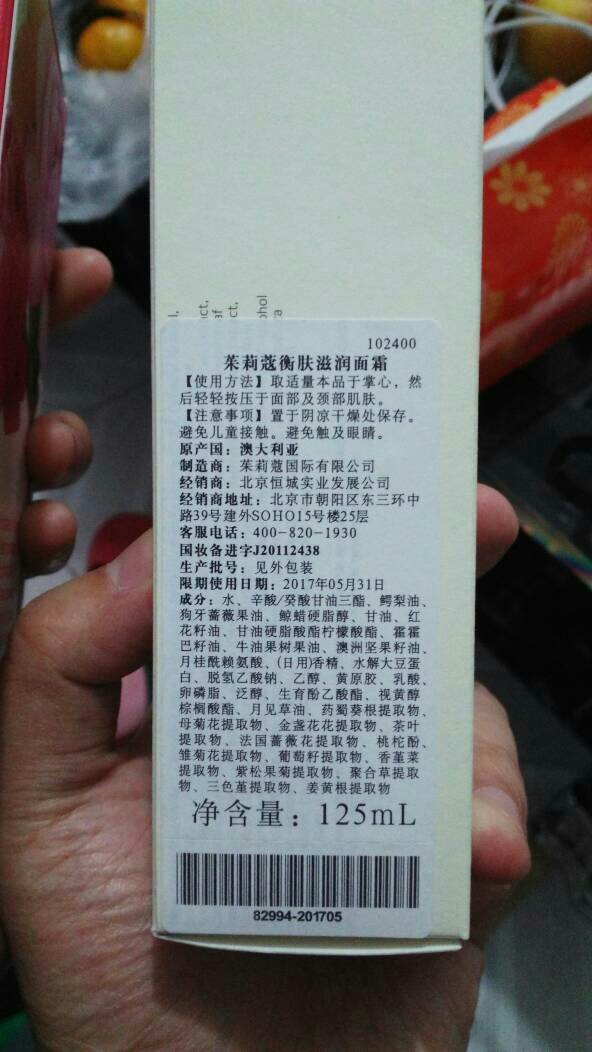 ct,
af
ct,
ohol
102400
茱莉蔻衡肤滋润面霜
【使用方法】取适量本品于掌心，然
后轻轻按压于面部及颈部肌肤。
【注意事项】置于阴凉干燥处保存。
避免儿童接触。避免触及眼睛。
原产国：澳大利亚
制造商：茱莉蔻国际有限公司
经销商：北京恒城实业发展公司
经销商地址：北京市朝阳区东三环中
路39号建外SOHO15号楼25层
客服电话：400-820-1930
国妆备进字J20112438
生产批号：见外包装
限期使用日期：2017年05月31日
成分：水、辛酸/癸酸甘油三酯、鳄梨油、
狗牙蔷薇果油、鲸蜡硬脂醇、甘油、红
花籽油、甘油硬脂酸酯柠檬酸酯、霍霍
巴籽油、牛油果树果油、澳洲坚果籽油、
月桂酰赖氨酸、(日用)香精、水解大豆蛋
白、脱氢乙酸钠、乙醇、黄原胶、乳酸、
卵磷脂、泛醇、生育酚乙酸酯、视黄醇
棕榈酸酯、月见草油、药蜀葵根提取物、
母菊花提取物、金盏花花提取物、茶叶
提取物、法国蔷薇花提取物、桃柁酚、
雏菊花提取物、葡萄籽提取物、香堇菜
提取物、紫松果菊提取物、聚合草提取
物、三色堇提取物、姜黄根提取物
净含量：125mL
82994-201705